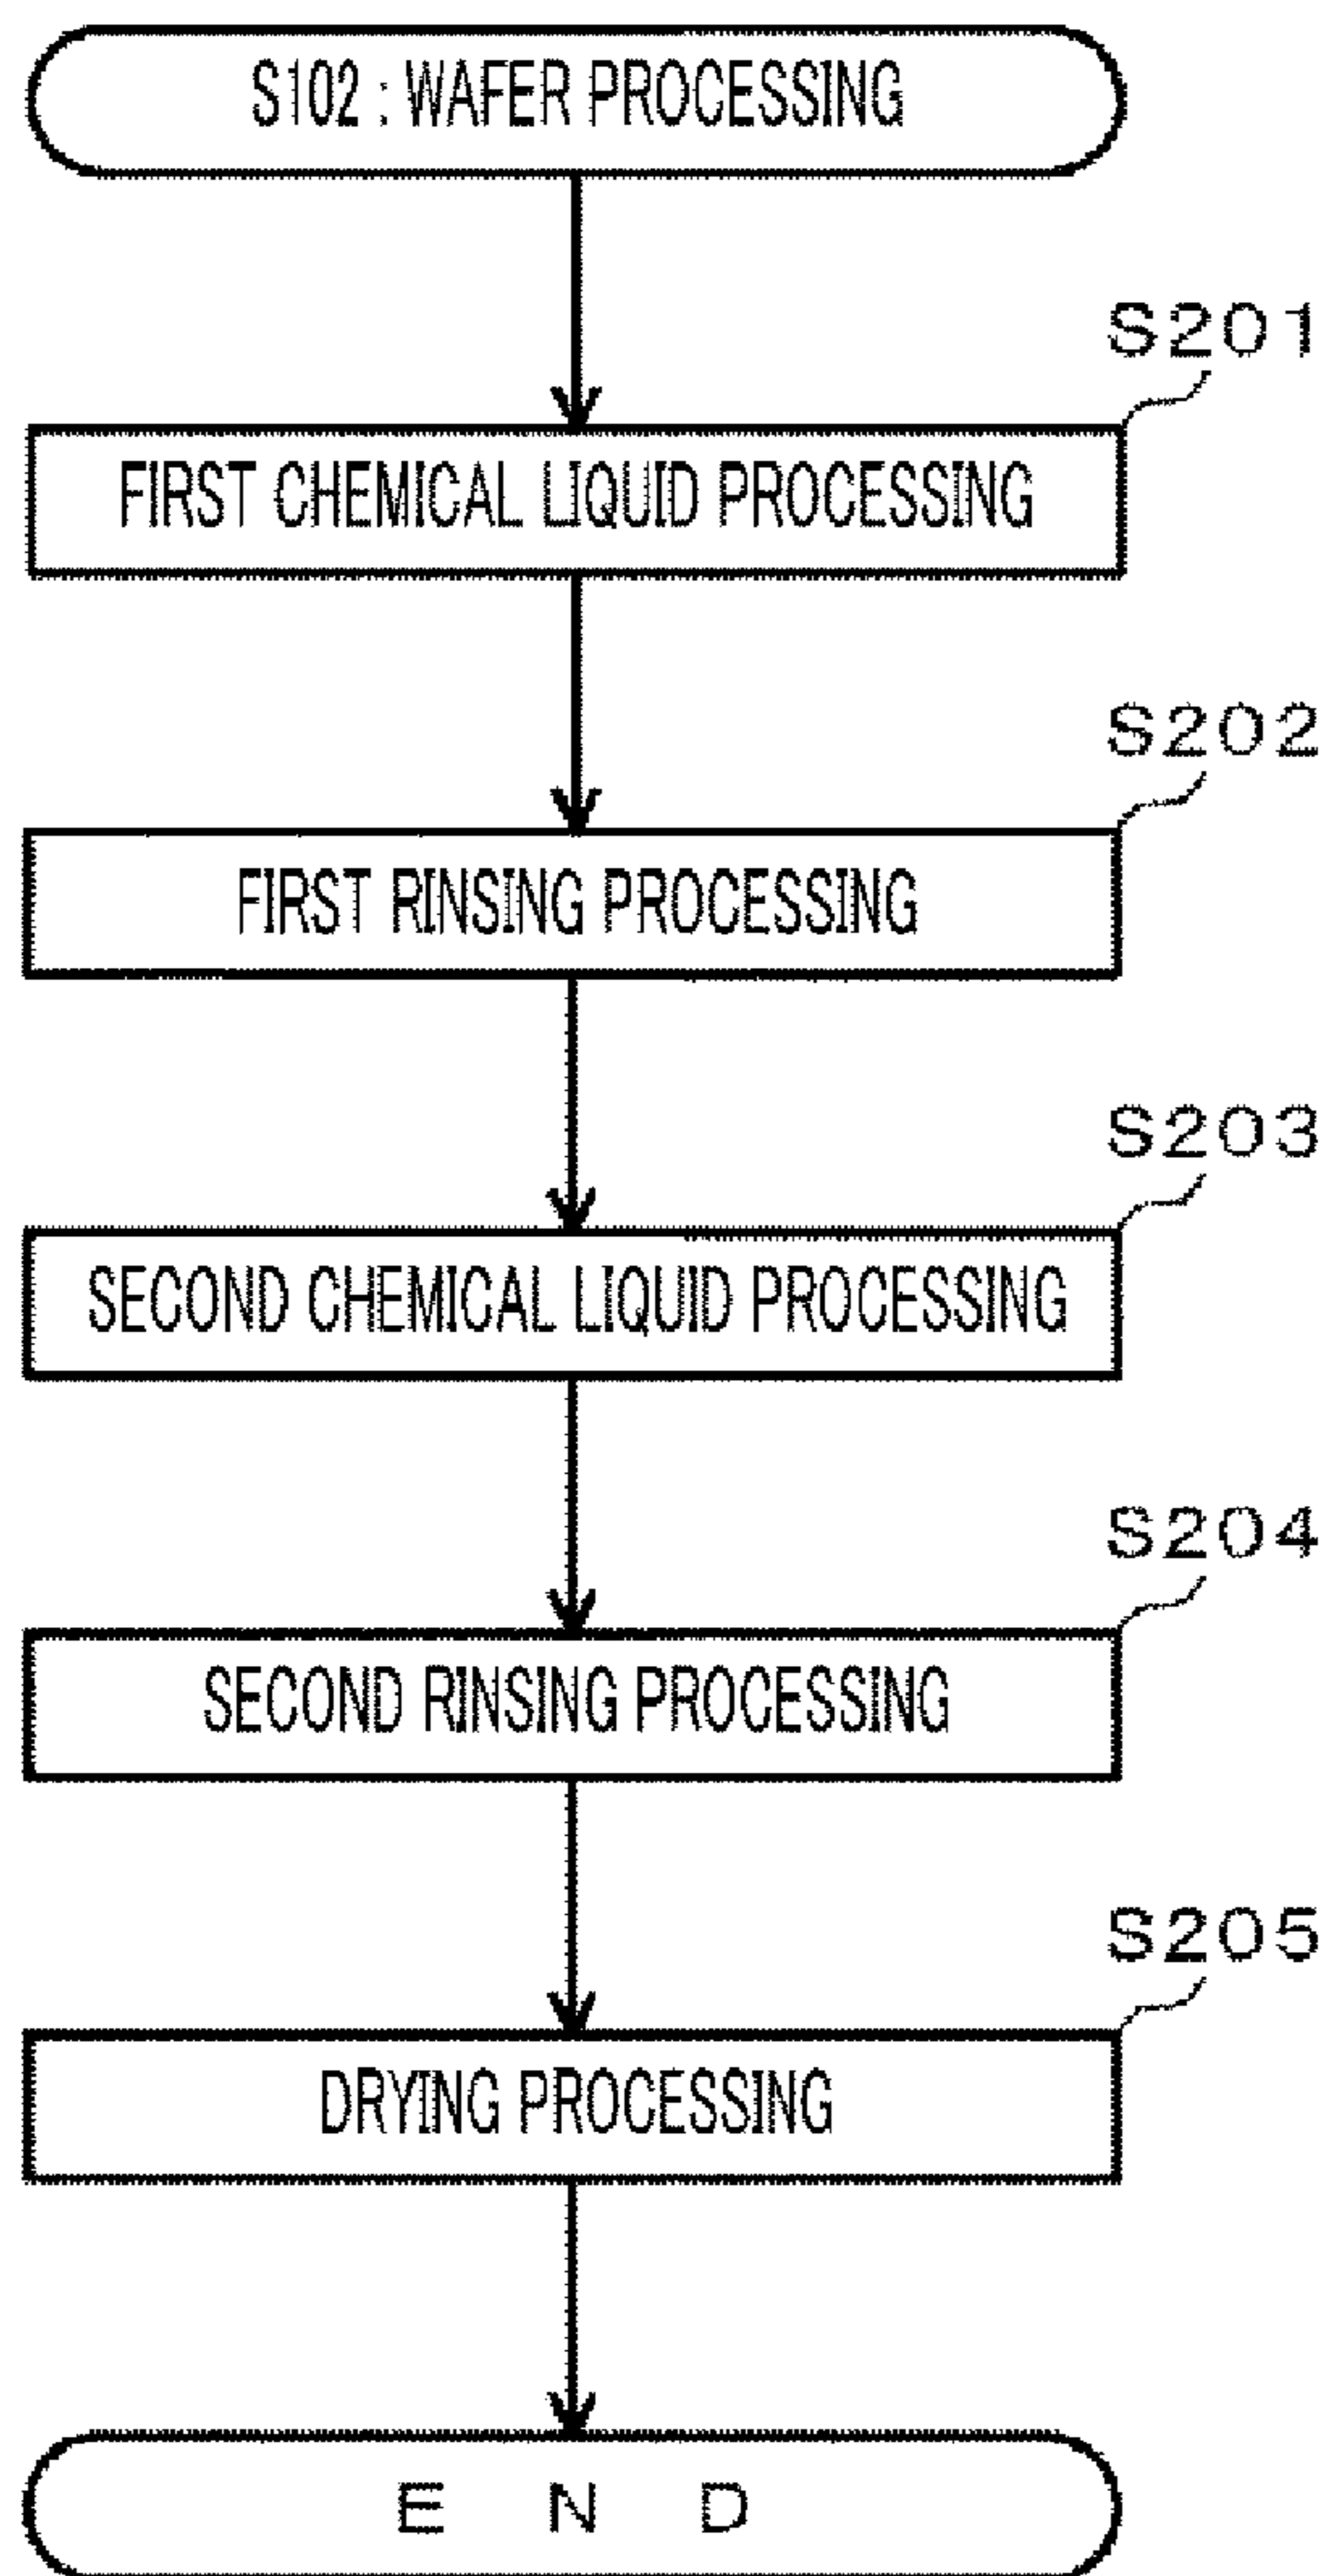 S102 : WAFER PROCESSING
S201
FIRST CHEMICAL LIQUID PROCESSING
S202
FIRST RINSING PROCESSING
S203
SECOND CHEMICAL LIQUID PROCESSING
S204
SECOND RINSING PROCESSING
S205
DRYING PROCESSING
E N D